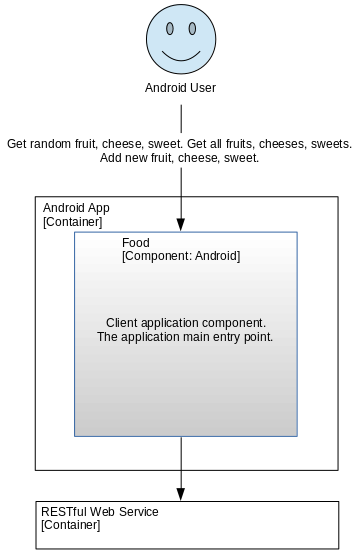 Android User
Get random fruit, cheese, sweet. Get all fruits, cheeses, sweets.
Add new fruit, cheese, sweet.
Android App
[Container]
Food
[Component: Android]
Client application component.
The application main entry point.
RESTful Web Service
[Container]